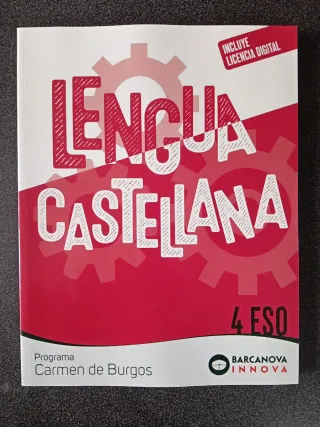 INCLUYE
LICENCIA DIGITAL
LENGUA
CASTELLANA
4 ESO
Programa
Carmen de Burgos
BARCANOVA
INNOVA